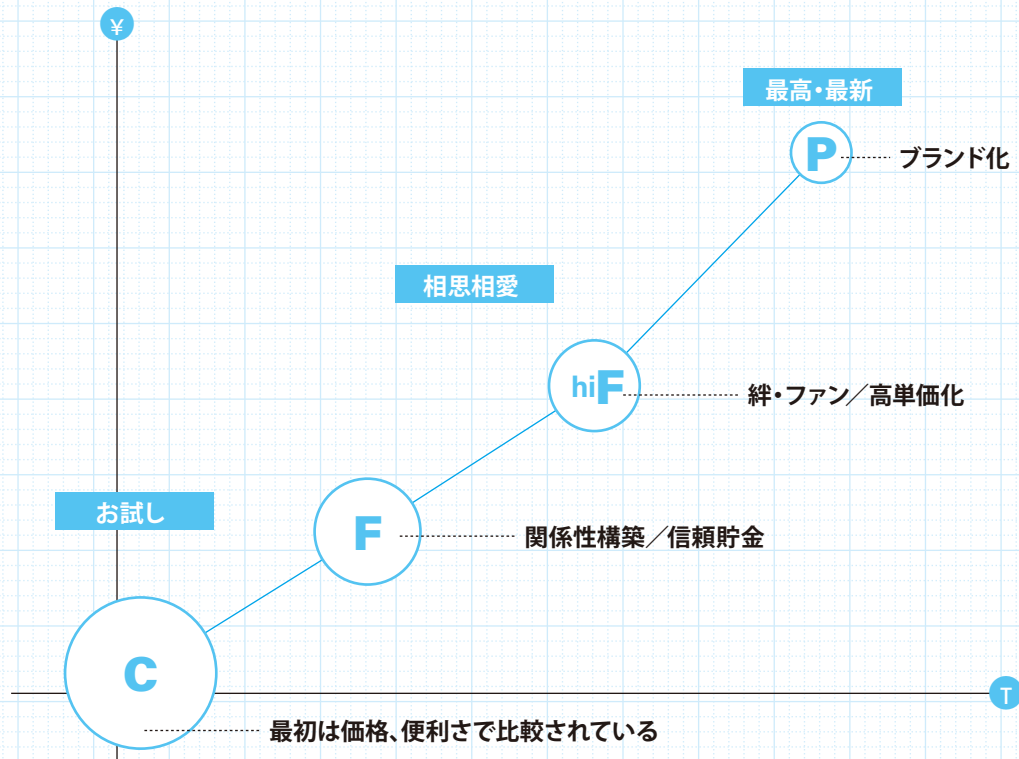 ¥
最高・最新
P
ブランド化
相思相愛
hiF
絆・ファン／高単価化
お試し
F
関係性構築／信頼貯金
C
T
最初は価格、便利さで比較されている